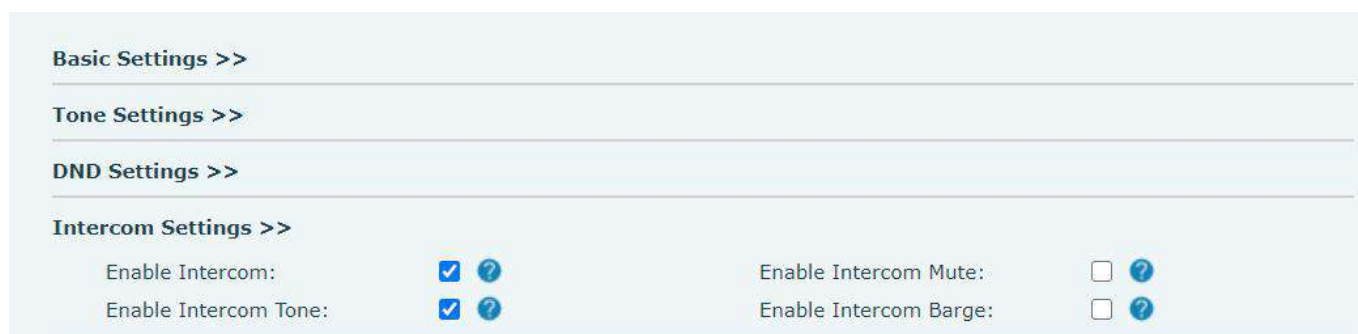 Basic Settings >>
Tone Settings >>
DND Settings >>
Intercom Settings >>
Enable Intercom: ? Enable Intercom Mute: ?
Enable Intercom Tone: ? Enable Intercom Barge: ?